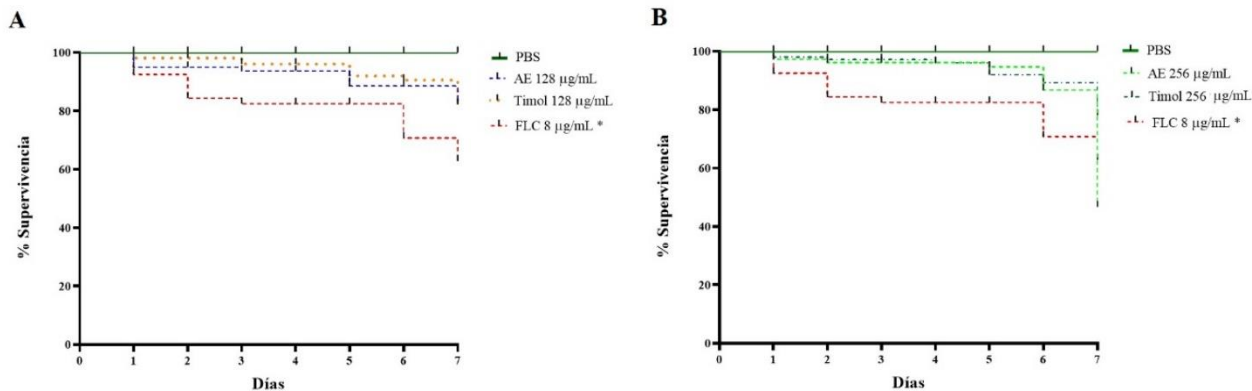 A
% Supervivencia
100
80
60
40
20
0
0 1 2 3 4 5 6 7
Días
PBS
AE 128 µg/mL
Timol 128 µg/mL
FLC 8 µg/mL *
B
% Supervivencia
100
80
60
40
20
0
0 1 2 3 4 5 6 7
Días
PBS
AE 256 µg/mL
Timol 256 µg/mL
FLC 8 µg/mL *